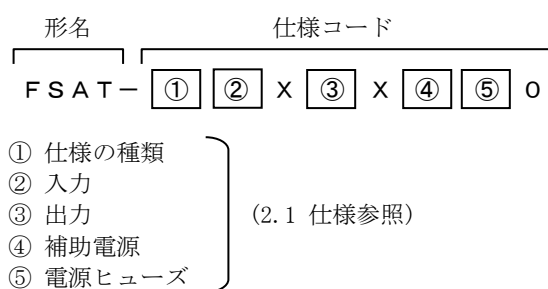 形名 仕様コード
FSAT－①②X③X④⑤0
① 仕様の種類
② 入力
③ 出力 (2.1 仕様参照)
④ 補助電源
⑤ 電源ヒューズ